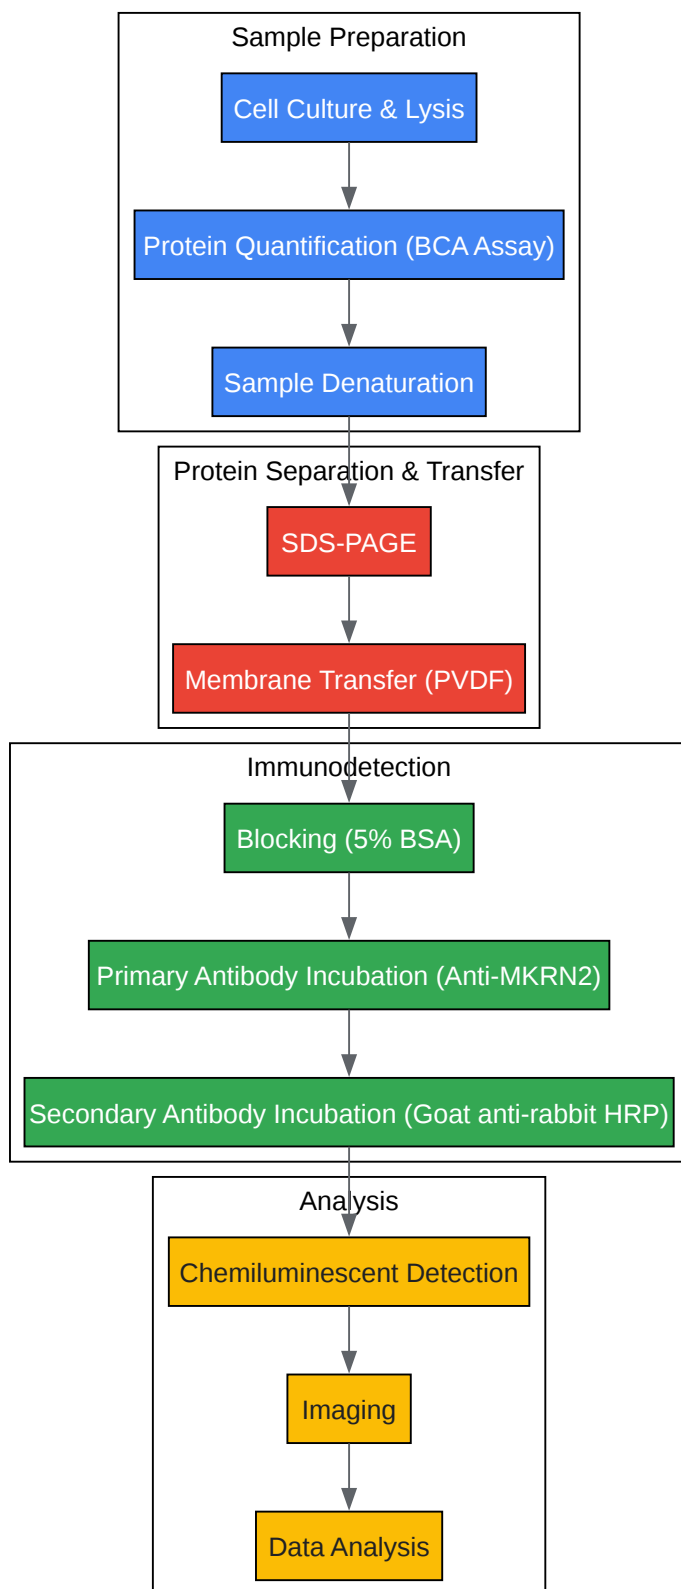 Sample Preparation
Cell Culture & Lysis
Protein Quantification (BCA Assay)
Sample Denaturation
Protein Separation & Transfer
SDS-PAGE
Membrane Transfer (PVDF)
Immunodetection
Blocking (5% BSA)
Primary Antibody Incubation (Anti-MKRN2)
Secondary Antibody Incubation (Goat anti-rabbit HRP)
Analysis
Chemiluminescent Detection
Imaging
Data Analysis